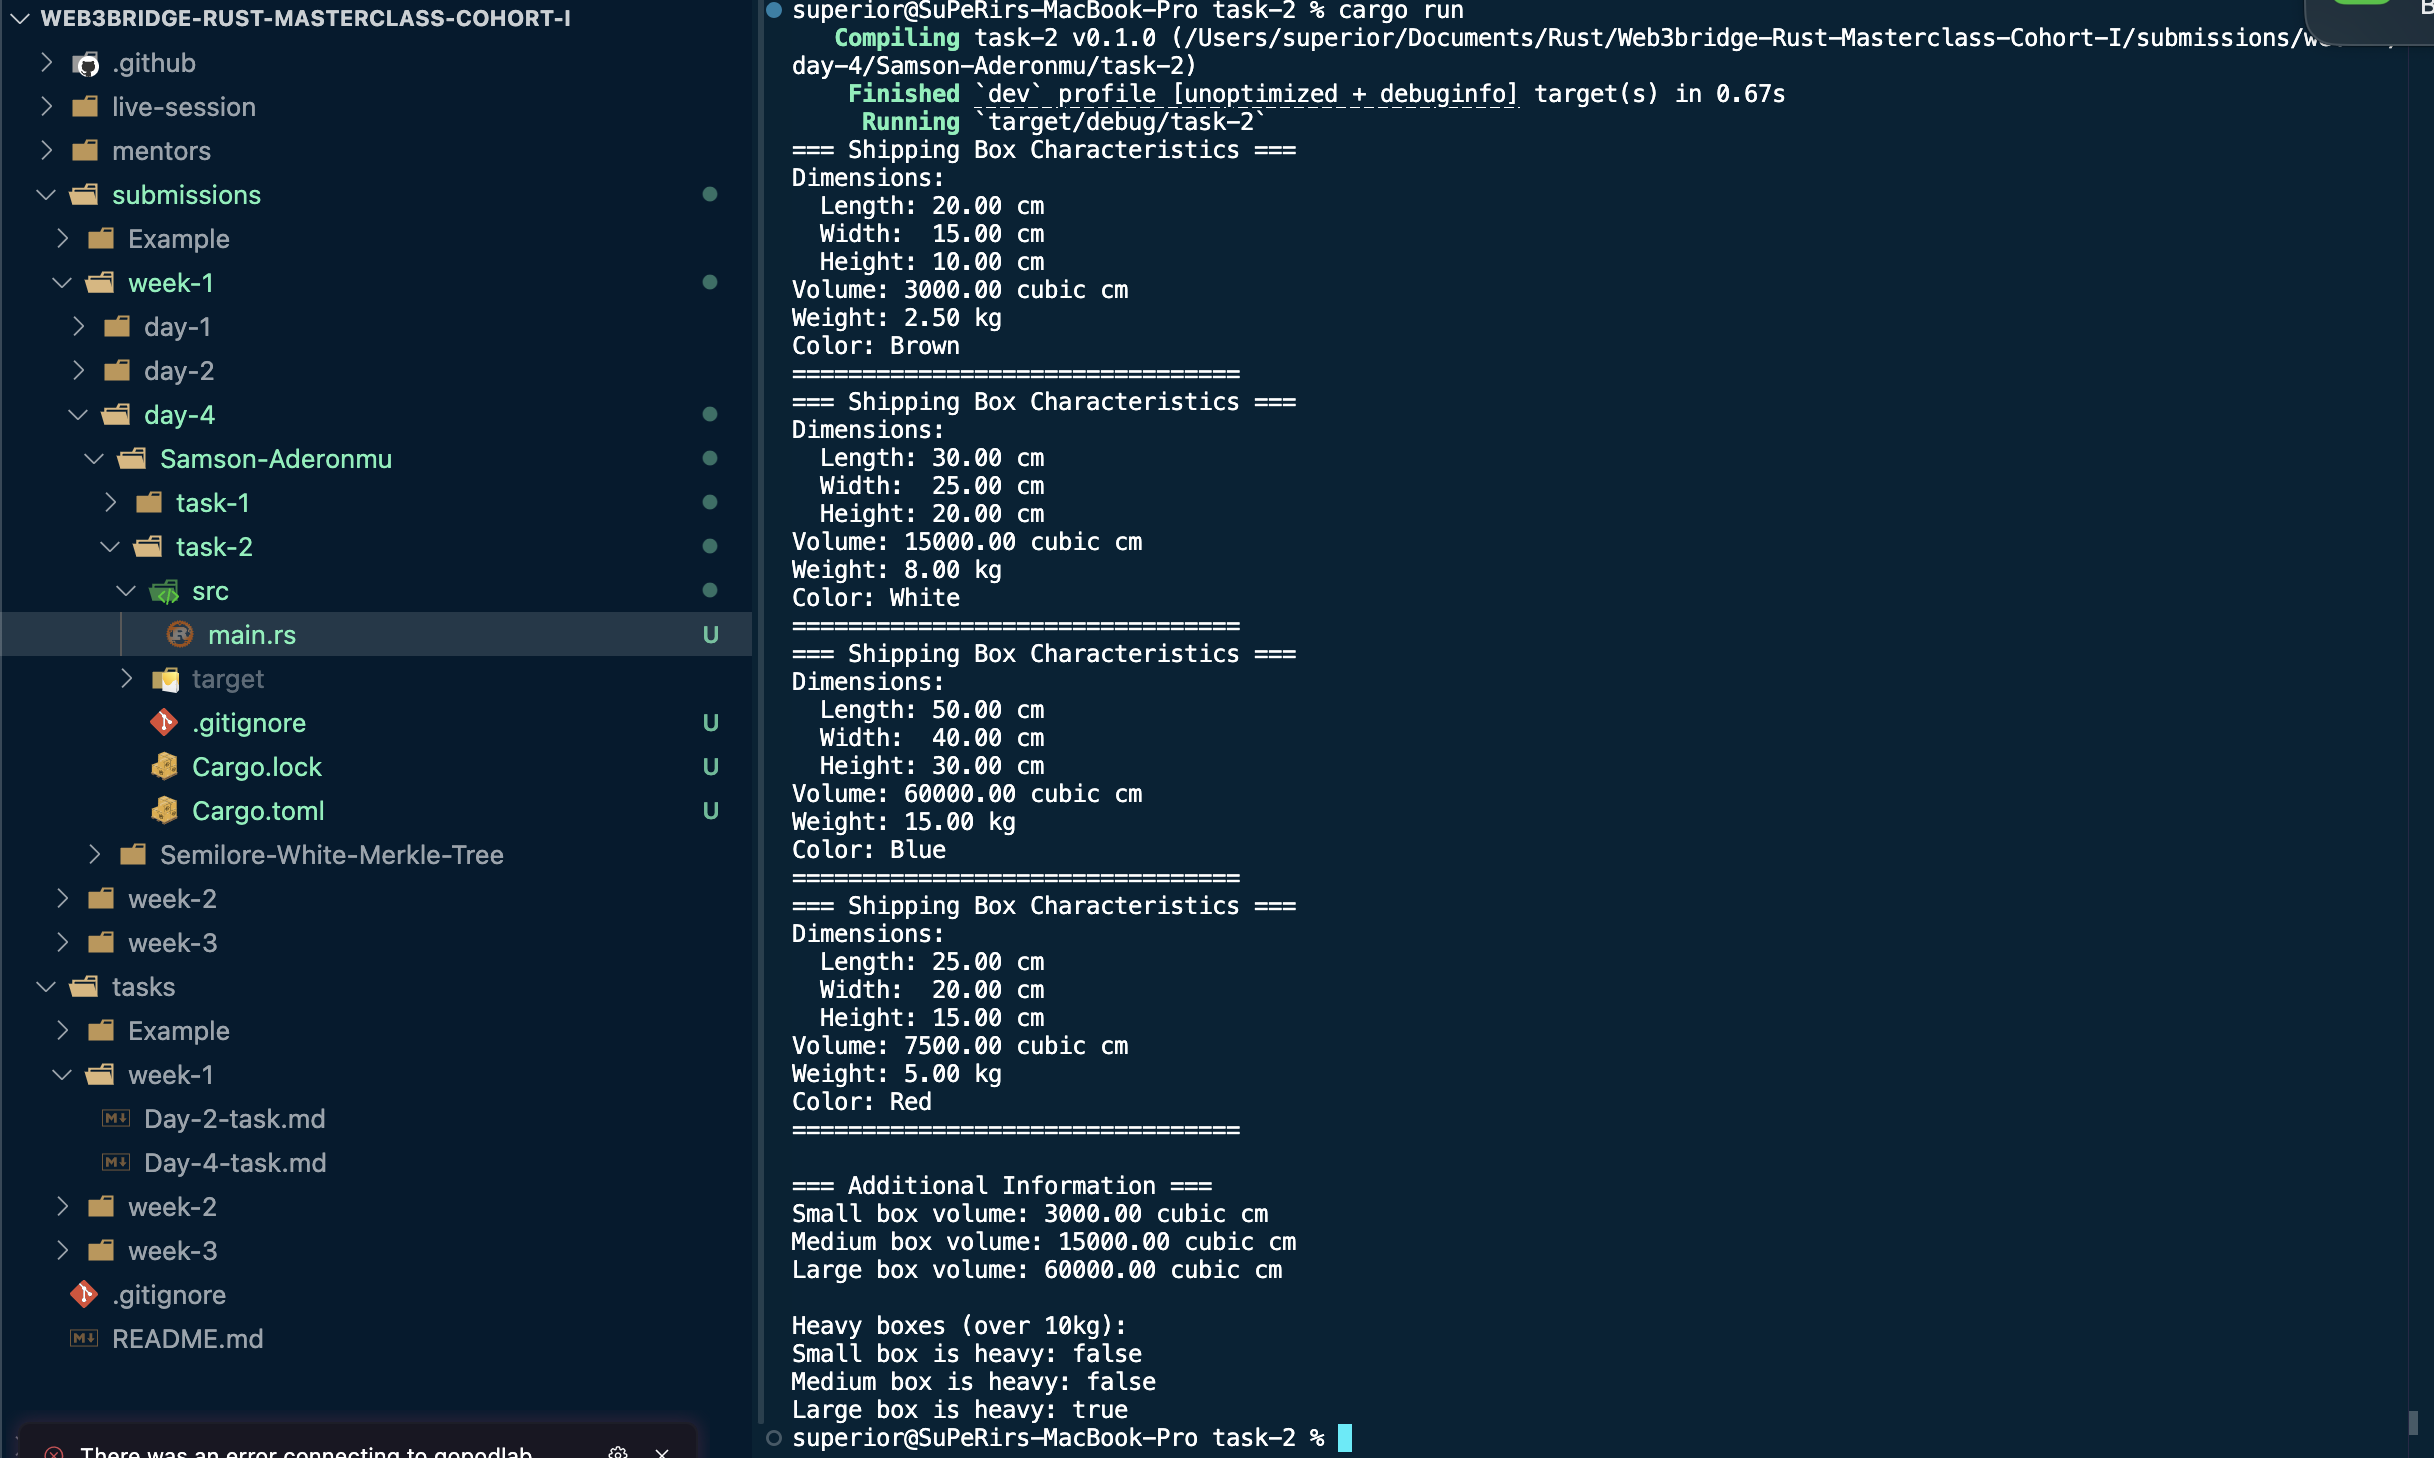 WEB3BRIDGE-RUST-MASTERCLASS-COHORT-I
.github
live-session
mentors
submissions
Example
week-1
day-1
day-2
day-4
Samson-Aderonmu
task-1
task-2
src
main.rs U
target
.gitignore U
Cargo.lock U
Cargo.toml U
Semilore-White-Merkle-Tree
week-2
week-3
tasks
Example
week-1
Day-2-task.md
Day-4-task.md
week-2
week-3
.gitignore
README.md
There was an error connecting to gopodlab
superior@SuPeRirs-MacBook-Pro task-2 % cargo run
Compiling task-2 v0.1.0 (/Users/superior/Documents/Rust/Web3bridge-Rust-Masterclass-Cohort-I/submissions/
day-4/Samson-Aderonmu/task-2)
Finished `dev` profile [unoptimized + debuginfo] target(s) in 0.67s
Running `target/debug/task-2`
=== Shipping Box Characteristics ===
Dimensions:
Length: 20.00 cm
Width:  15.00 cm
Height: 10.00 cm
Volume: 3000.00 cubic cm
Weight: 2.50 kg
Color: Brown
================================
=== Shipping Box Characteristics ===
Dimensions:
Length: 30.00 cm
Width:  25.00 cm
Height: 20.00 cm
Volume: 15000.00 cubic cm
Weight: 8.00 kg
Color: White
================================
=== Shipping Box Characteristics ===
Dimensions:
Length: 50.00 cm
Width:  40.00 cm
Height: 30.00 cm
Volume: 60000.00 cubic cm
Weight: 15.00 kg
Color: Blue
================================
=== Shipping Box Characteristics ===
Dimensions:
Length: 25.00 cm
Width:  20.00 cm
Height: 15.00 cm
Volume: 7500.00 cubic cm
Weight: 5.00 kg
Color: Red
================================
=== Additional Information ===
Small box volume: 3000.00 cubic cm
Medium box volume: 15000.00 cubic cm
Large box volume: 60000.00 cubic cm
Heavy boxes (over 10kg):
Small box is heavy: false
Medium box is heavy: false
Large box is heavy: true
superior@SuPeRirs-MacBook-Pro task-2 %